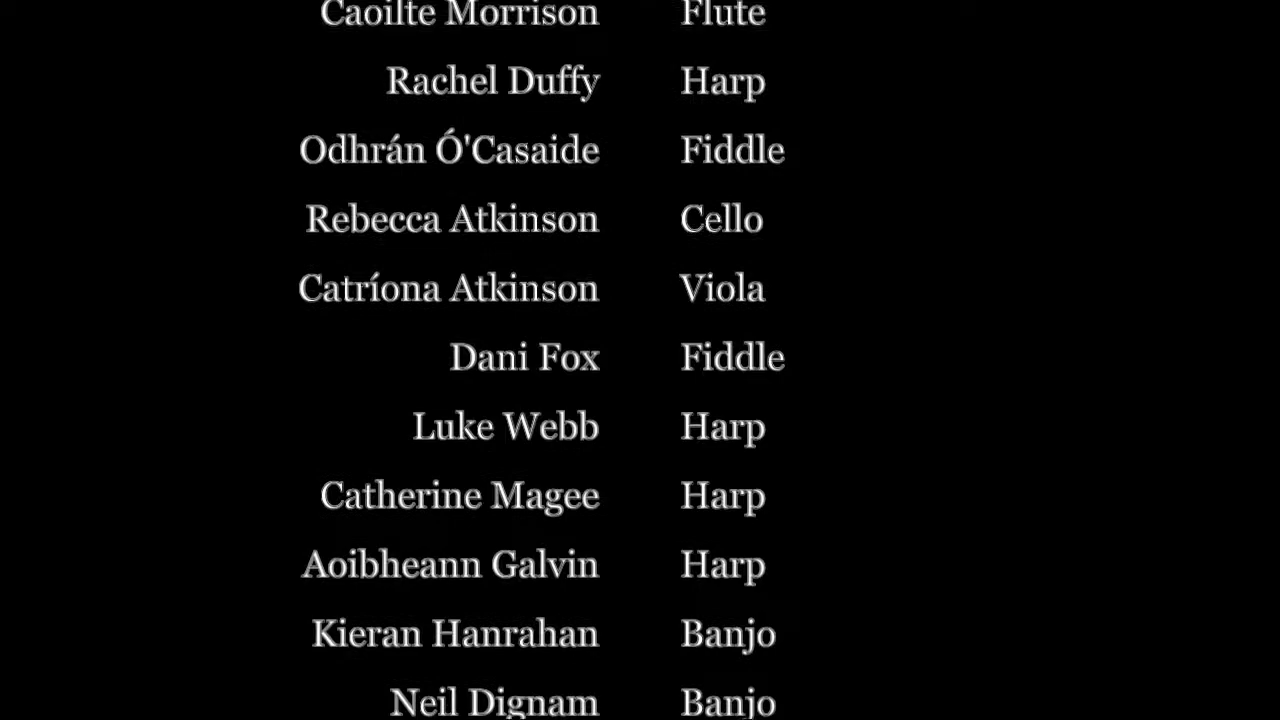 Caoilte Morrison Flute
Rachel Duffy Harp
Odhrán Ó'Casaide Fiddle
Rebecca Atkinson Cello
Catríona Atkinson Viola
Dani Fox Fiddle
Luke Webb Harp
Catherine Magee Harp
Aoibheann Galvin Harp
Kieran Hanrahan Banjo
Neil Dignam Banjo